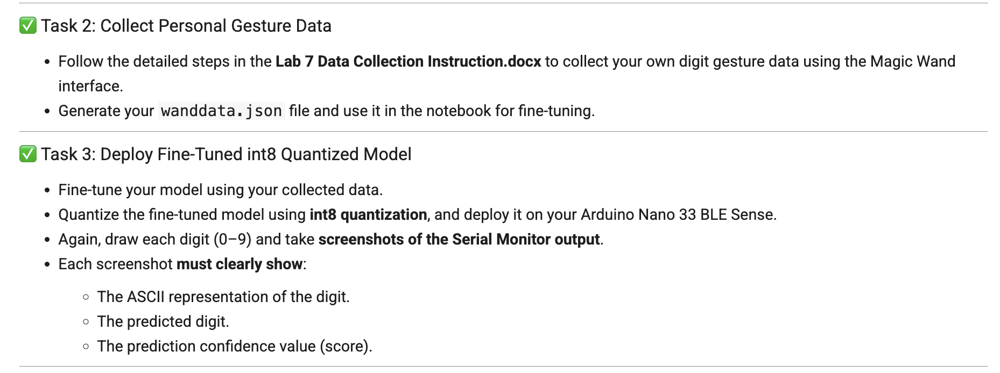 ✅ Task 2: Collect Personal Gesture Data
• Follow the detailed steps in the Lab 7 Data Collection Instruction.docx to collect your own digit gesture data using the Magic Wand
interface.
• Generate your wanddata.json file and use it in the notebook for fine-tuning.
✅ Task 3: Deploy Fine-Tuned int8 Quantized Model
• Fine-tune your model using your collected data.
• Quantize the fine-tuned model using int8 quantization, and deploy it on your Arduino Nano 33 BLE Sense.
• Again, draw each digit (0–9) and take screenshots of the Serial Monitor output.
• Each screenshot must clearly show:
◦ The ASCII representation of the digit.
◦ The predicted digit.
◦ The prediction confidence value (score).